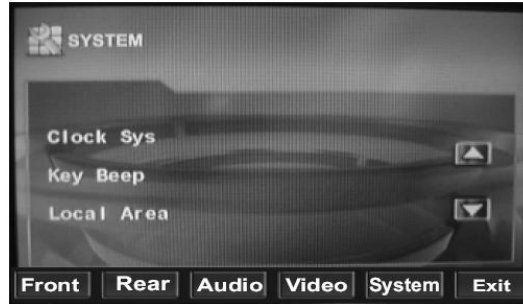 SYSTEM
Clock Sys
Key Beep
Local Area
Front Rear Audio Video System Exit